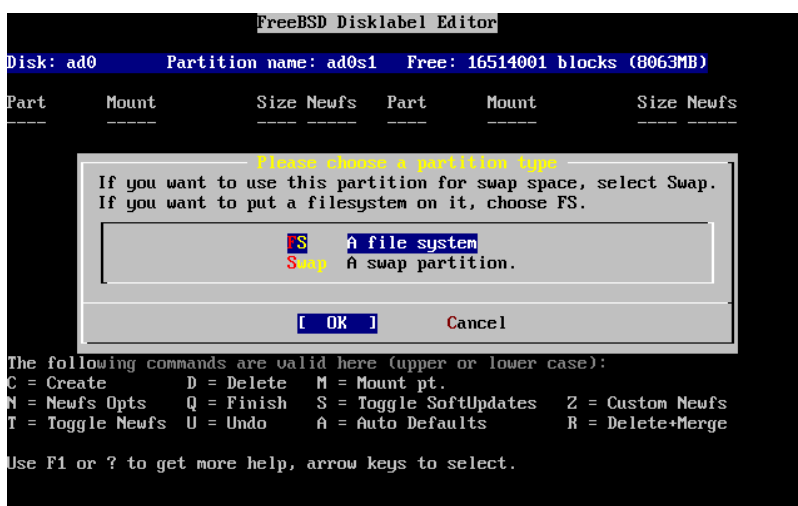 FreeBSD Disklabel Editor
Disk: ad0 Partition name: ad0s1 Free: 16514001 blocks (8063MB)
Part Mount Size Newfs Part Mount Size Newfs
---- ----- ---- ----- ---- ----- ---- -----
Please choose a partition type
If you want to use this partition for swap space, select Swap.
If you want to put a filesystem on it, choose FS.
FS A file system
Swap A swap partition.
[ OK ] Cancel
The following commands are valid here (upper or lower case):
C = Create D = Delete M = Mount pt.
N = Newfs Opts Q = Finish S = Toggle SoftUpdates Z = Custom Newfs
T = Toggle Newfs U = Undo A = Auto Defaults R = Delete+Merge
Use F1 or ? to get more help, arrow keys to select.